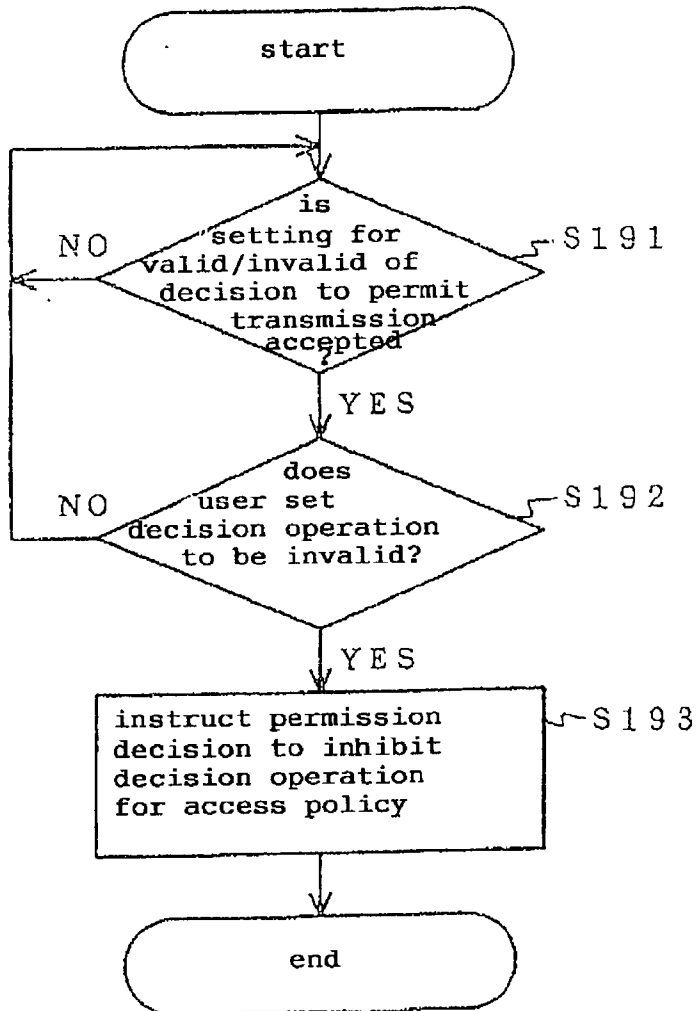 start
is
setting for
valid/invalid of
decision to permit
transmission
accepted
?
NO
S191
YES
does
user set
decision operation
to be invalid?
NO
S192
YES
instruct permission
decision to inhibit
decision operation
for access policy
S193
end